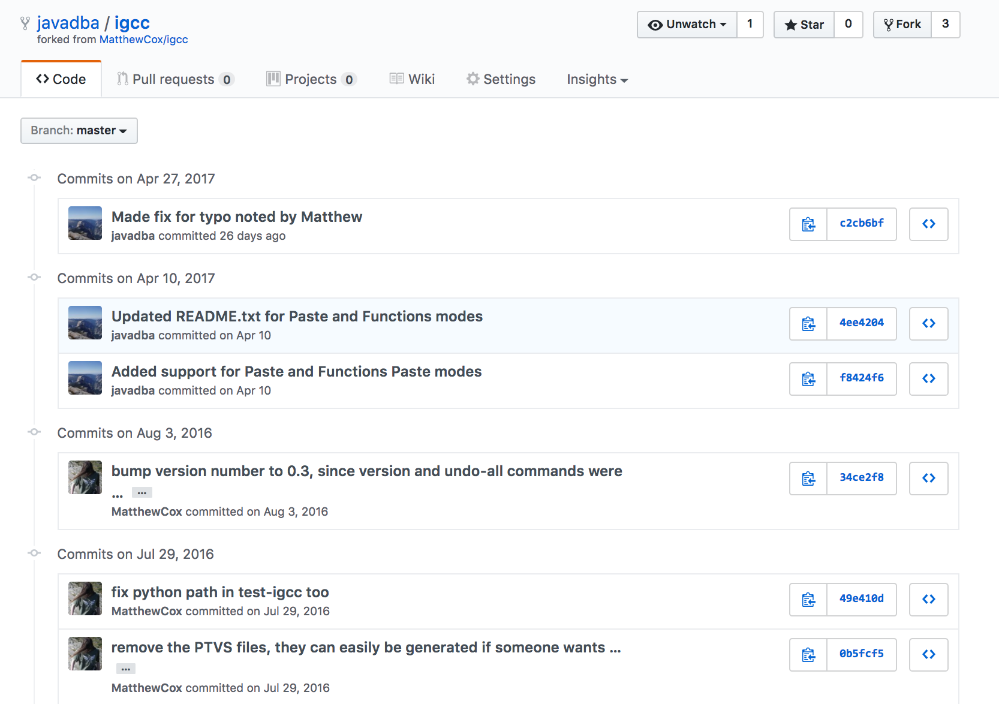 javadba / igcc
forked from MatthewCox/igcc
Unwatch 1 Star 0 Fork 3
Code Pull requests 0 Projects 0 Wiki Settings Insights
Branch: master
Commits on Apr 27, 2017
Made fix for typo noted by Matthew
javadba committed 26 days ago
c2cb6bf
Commits on Apr 10, 2017
Updated README.txt for Paste and Functions modes
javadba committed on Apr 10
4ee4204
Added support for Paste and Functions Paste modes
javadba committed on Apr 10
f8424f6
Commits on Aug 3, 2016
bump version number to 0.3, since version and undo-all commands were
... ...
MatthewCox committed on Aug 3, 2016
34ce2f8
Commits on Jul 29, 2016
fix python path in test-igcc too
MatthewCox committed on Jul 29, 2016
49e410d
remove the PTVS files, they can easily be generated if someone wants ...
...
MatthewCox committed on Jul 29, 2016
0b5fcf5